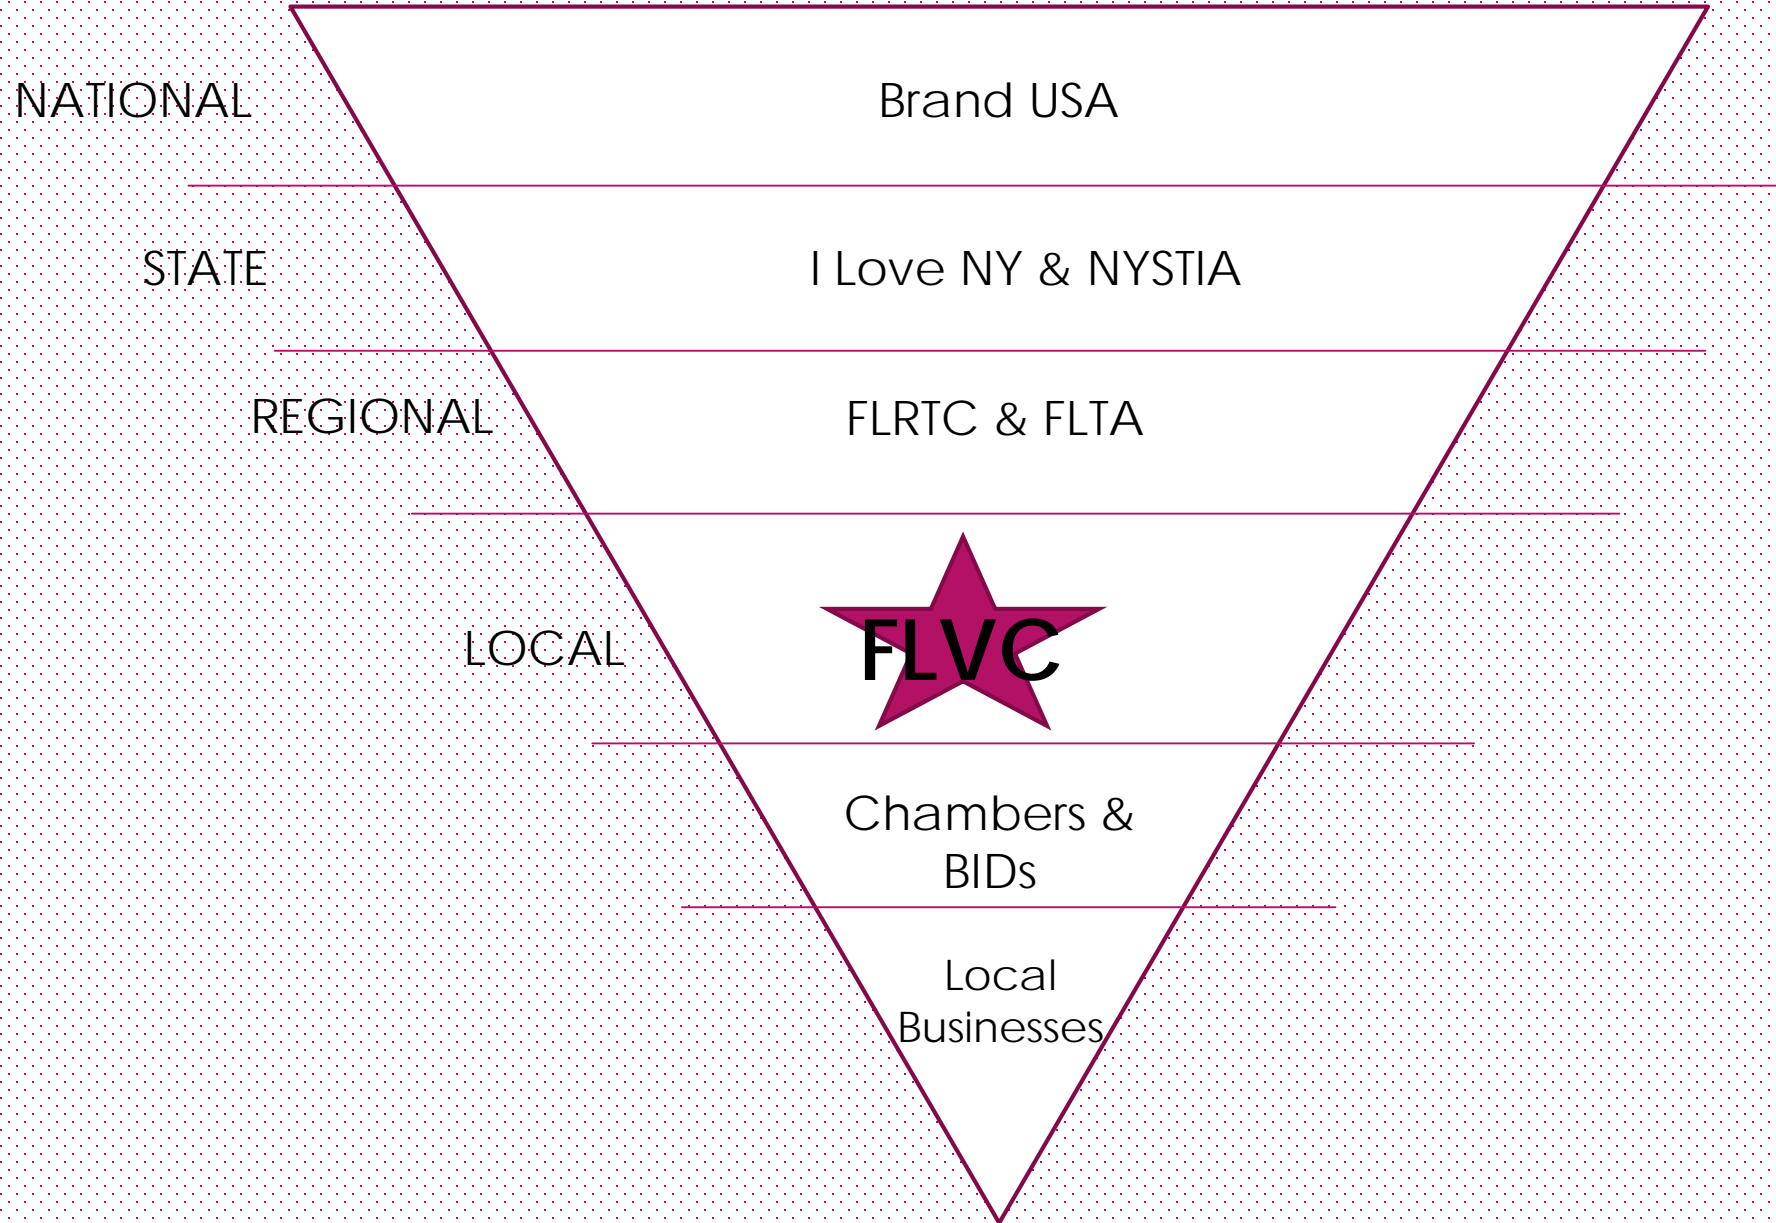 NATIONAL
Brand USA
STATE
I Love NY & NYSTIA
REGIONAL
FLRTC & FLTA
LOCAL
FLVC
Chambers &
BIDs
Local
Businesses